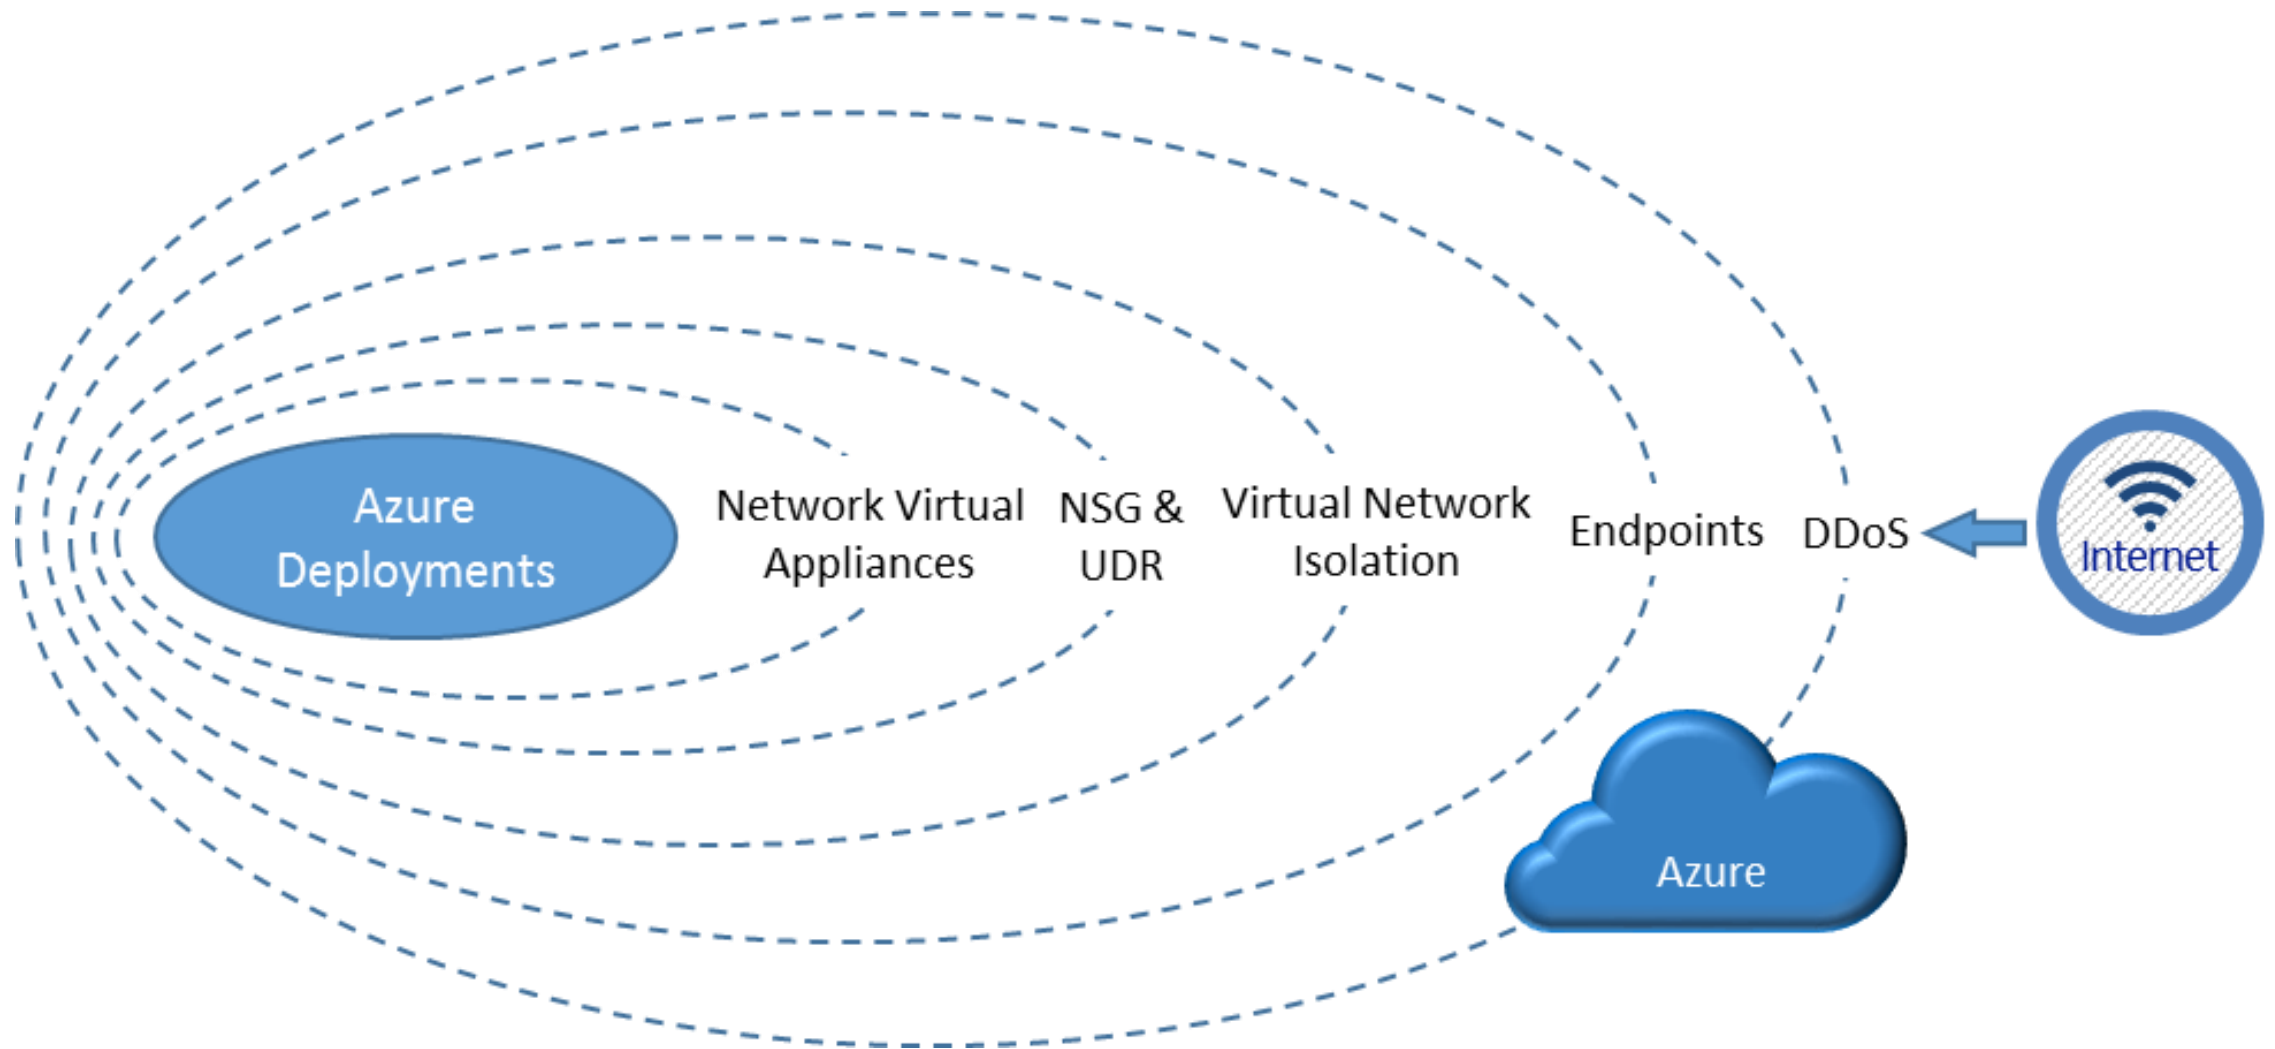 Azure
Deployments
Network Virtual
Appliances
NSG &
UDR
Virtual Network
Isolation
Endpoints
DDoS
Internet
Azure